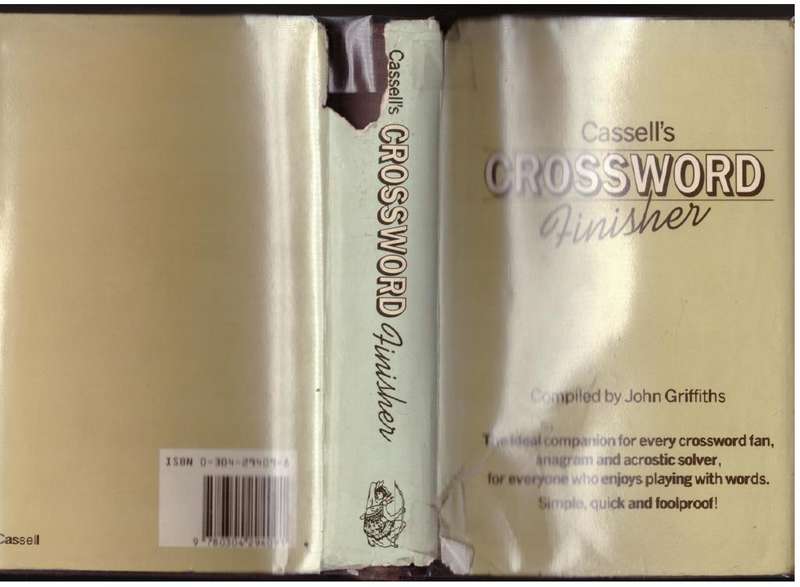 Cassell's
CROSSWORD
Finisher
Compiled by John Griffiths
The ideal companion for every crossword fan,
anagram and acrostic solver,
for everyone who enjoys playing with words.
Simple, quick and foolproof!
Cassell's CROSSWORD Finisher
ISBN 0-304-29409-6
Cassell